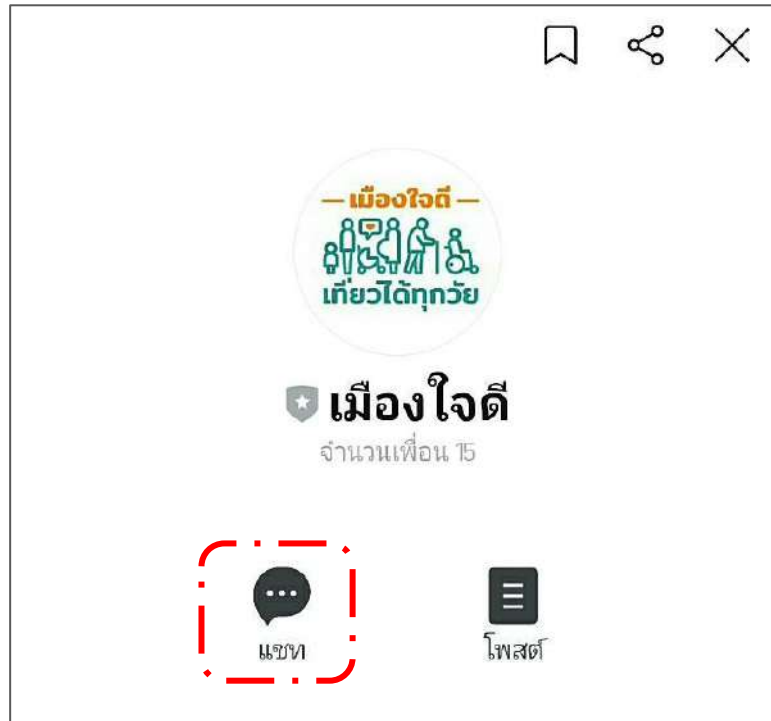 เมืองใจดี
เที่ยวได้ทุกวัย
เมืองใจดี
จำนวนเพื่อน 15
แชท
โพสต์